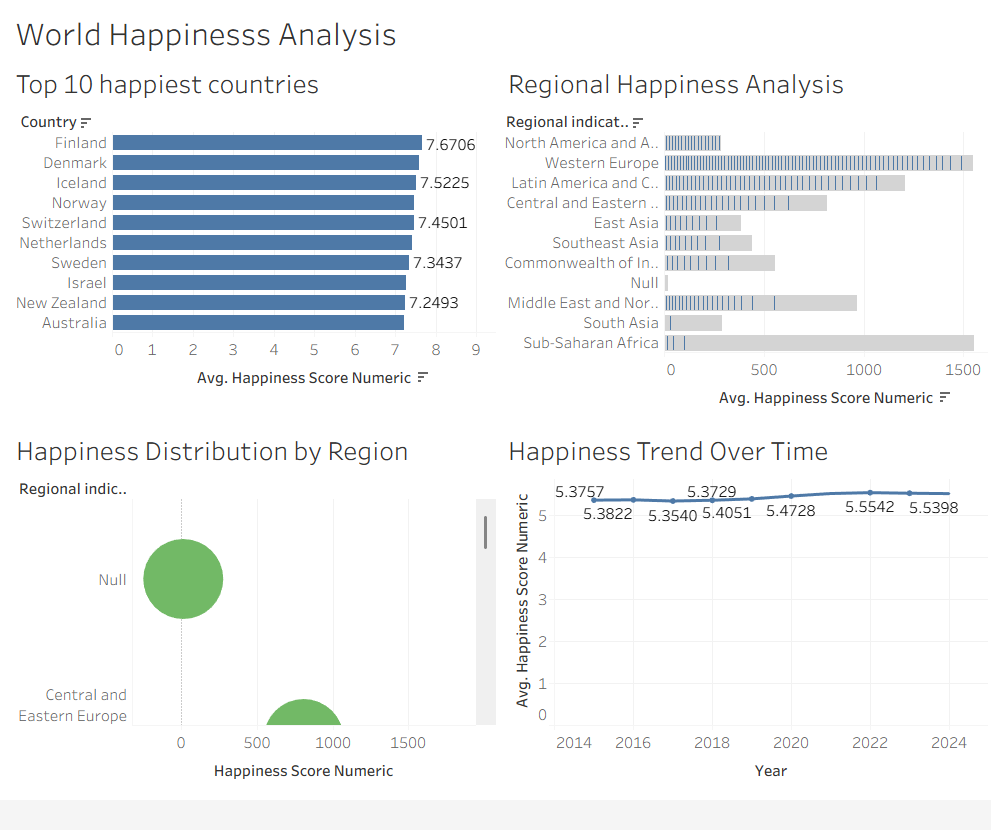 World Happinesss Analysis
Top 10 happiest countries
Country
Finland 7.6706
Denmark
Iceland 7.5225
Norway
Switzerland 7.4501
Netherlands
Sweden 7.3437
Israel
New Zealand 7.2493
Australia
0 1 2 3 4 5 6 7 8 9
Avg. Happiness Score Numeric
Regional Happiness Analysis
Regional indicat..
North America and A..
Western Europe
Latin America and C..
Central and Eastern ..
East Asia
Southeast Asia
Commonwealth of In..
Null
Middle East and Nor..
South Asia
Sub-Saharan Africa
0 500 1000 1500
Avg. Happiness Score Numeric
Happiness Distribution by Region
Regional indic..
Null
Central and
Eastern Europe
0 500 1000 1500
Happiness Score Numeric
Happiness Trend Over Time
Avg. Happiness Score Numeric
5
4
3
2
1
0
5.3757 5.3729
5.3822 5.3540 5.4051 5.4728 5.5542 5.5398
2014 2016 2018 2020 2022 2024
Year